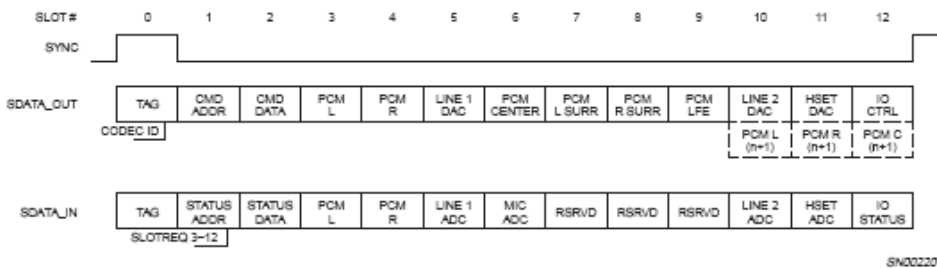 SLOT # 0 1 2 3 4 5 6 7 8 9 10 11 12
SYNC
SDATA_OUT TAG CMD ADDR CMD DATA PCM L PCM R LINE 1 DAC PCM CENTER PCM L SURR PCM R SURR PCM LFE LINE 2 DAC HSET DAC IO CTRL
CODEC ID PCM L (n+1) PCM R (n+1) PCM C (n+1)
SDATA_IN TAG STATUS ADDR STATUS DATA PCM L PCM R LINE 1 ADC MIC ADC RSRVD RSRVD RSRVD LINE 2 ADC HSET ADC IO STATUS
SLOTREQ 3–12
SN00220